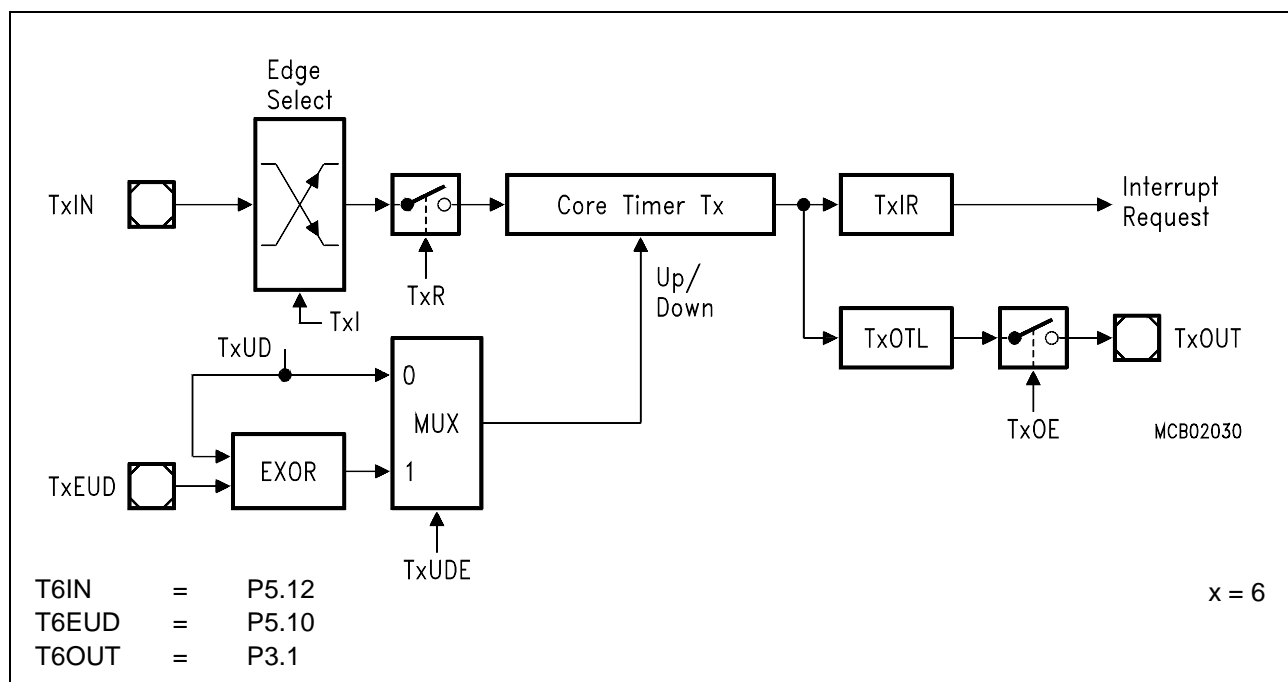 Edge
Select
TxIN
Core Timer Tx
TxIR
Interrupt
Request
TxR
Up/
Down
TxI
TxUD
0
MUX
TxOTL
TxOUT
TxOE
MCB02030
EXOR
1
TxEUD
TxUDE
T6IN = P5.12
x = 6
T6EUD = P5.10
T6OUT = P3.1